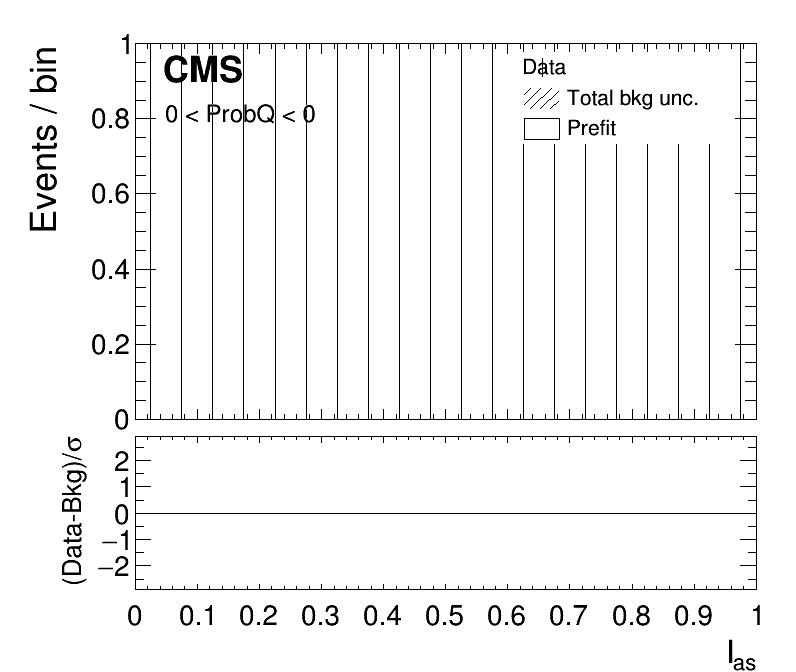 Events / bin
1
0.8
0.6
0.4
0.2
0
CMS
0 < ProbQ < 0
Data
Total bkg unc.
Prefit
(Data-Bkg)/σ
2
1
0
−1
−2
0 0.1 0.2 0.3 0.4 0.5 0.6 0.7 0.8 0.9 1
I_as